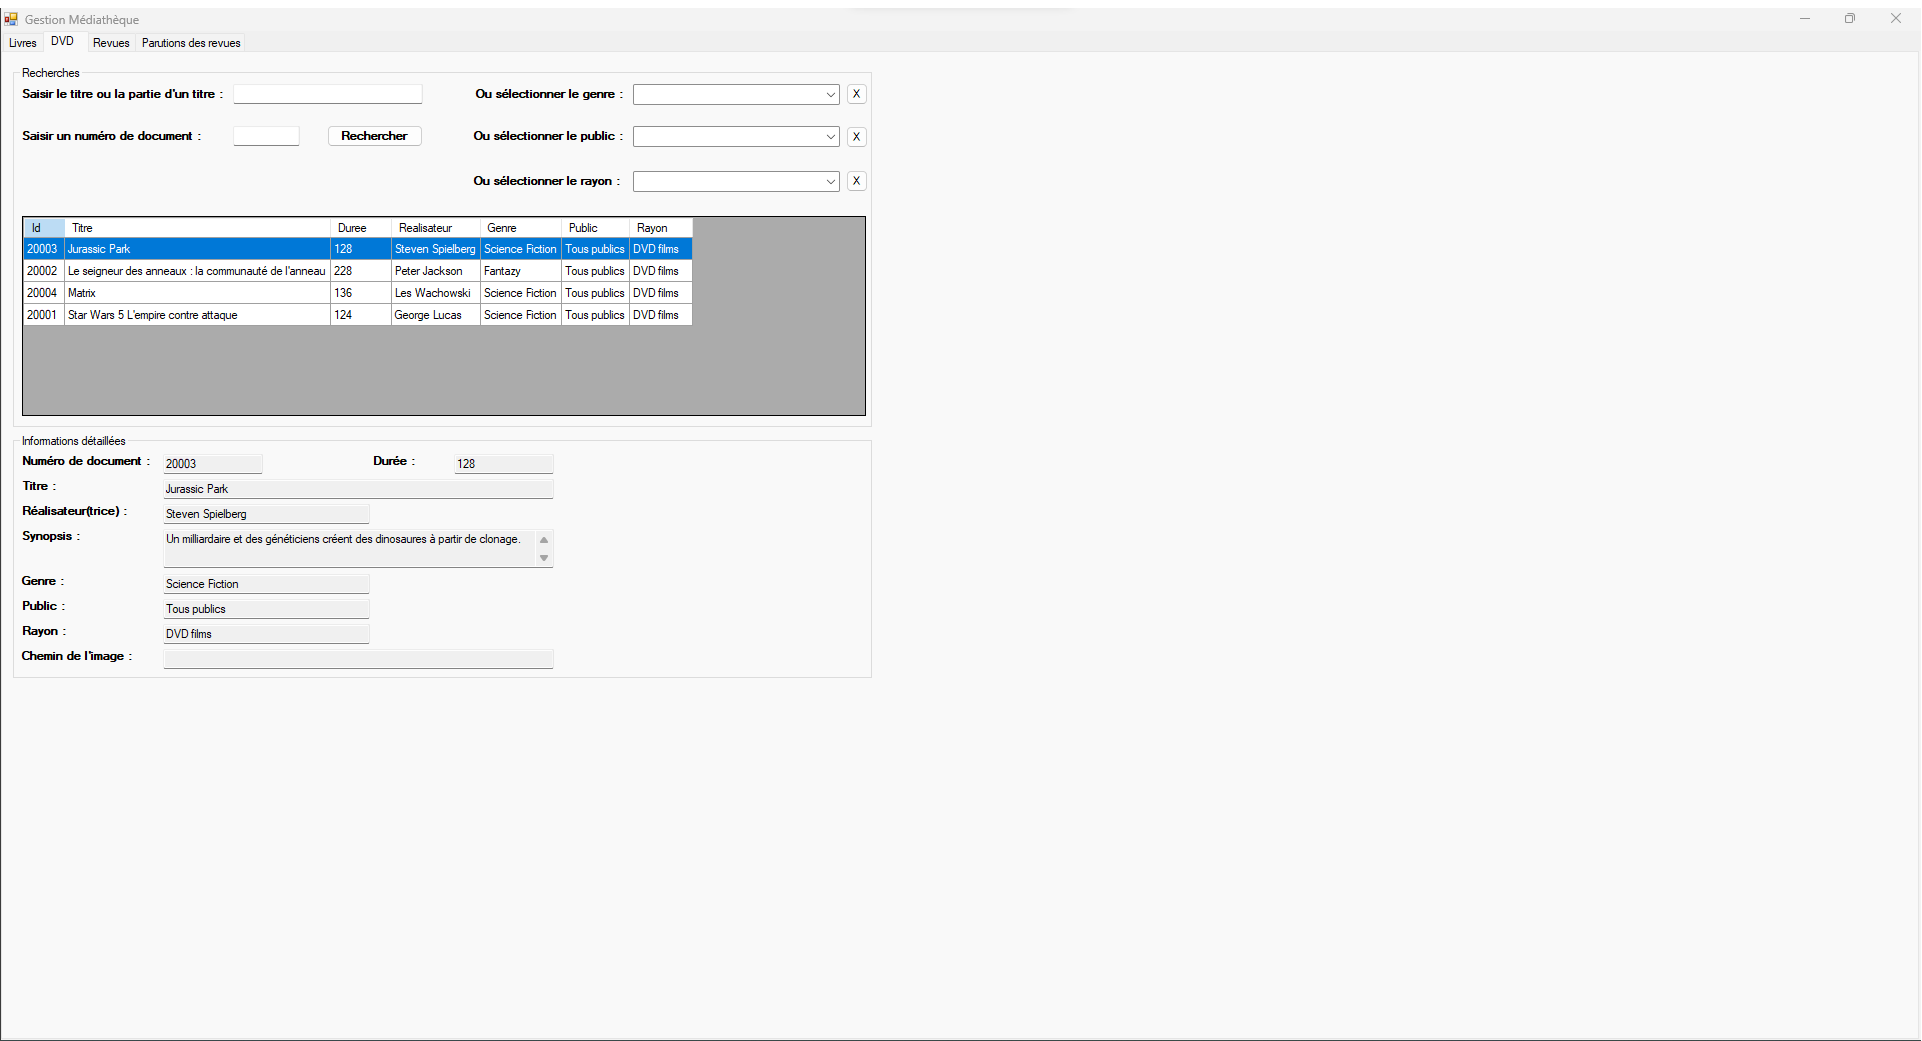 Gestion Médiathèque
Livres DVD Revues Parutions des revues
Recherches
Saisir le titre ou la partie d'un titre : Ou sélectionner le genre : X
Saisir un numéro de document : Rechercher Ou sélectionner le public : X
Ou sélectionner le rayon : X
Id Titre Duree Realisateur Genre Public Rayon
20003 Jurassic Park 128 Steven Spielberg Science Fiction Tous publics DVD films
20002 Le seigneur des anneaux : la communauté de l'anneau 228 Peter Jackson Fantazy Tous publics DVD films
20004 Matrix 136 Les Wachowski Science Fiction Tous publics DVD films
20001 Star Wars 5 L'empire contre attaque 124 George Lucas Science Fiction Tous publics DVD films
Informations détaillées
Numéro de document : 20003 Durée : 128
Titre : Jurassic Park
Réalisateur(trice) : Steven Spielberg
Synopsis : Un milliardaire et des généticiens créent des dinosaures à partir de clonage.
Genre : Science Fiction
Public : Tous publics
Rayon : DVD films
Chemin de l'image :